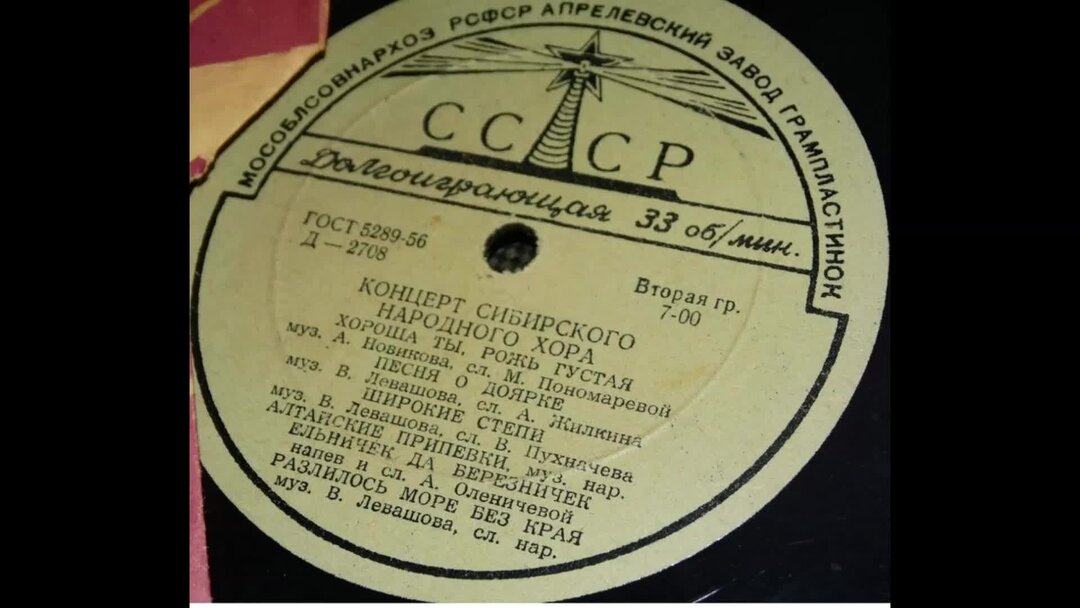 МОСОБЛСОВНАРХОЗ РСФСР АПРЕЛЕВСКИЙ ЗАВОД ГРАМПЛАСТИНОК
СССР
Долгоиграющая 33 об/мин.
ГОСТ 5289-56
Д — 2708
Вторая гр.
7-00
КОНЦЕРТ СИБИРСКОГО
НАРОДНОГО ХОРА
ХОРОША ТЫ, РОЖЬ ГУСТАЯ
муз. А. Новикова, сл. М. Пономаревой
ПЕСНЯ О ДОЯРКЕ
муз. В. Левашова, сл. А. Жилкина
ШИРОКИЕ СТЕПИ
муз. В. Левашова, сл. В. Пухначева
АЛТАЙСКИЕ ПРИПЕВКИ, муз. нар.
ЕЛЬНИЧЕК ДА БЕРЕЗНИЧЕК
напев и сл. А. Оленичевой
РАЗЛИЛОСЬ МОРЕ БЕЗ КРАЯ
муз. В. Левашова, сл. нар.